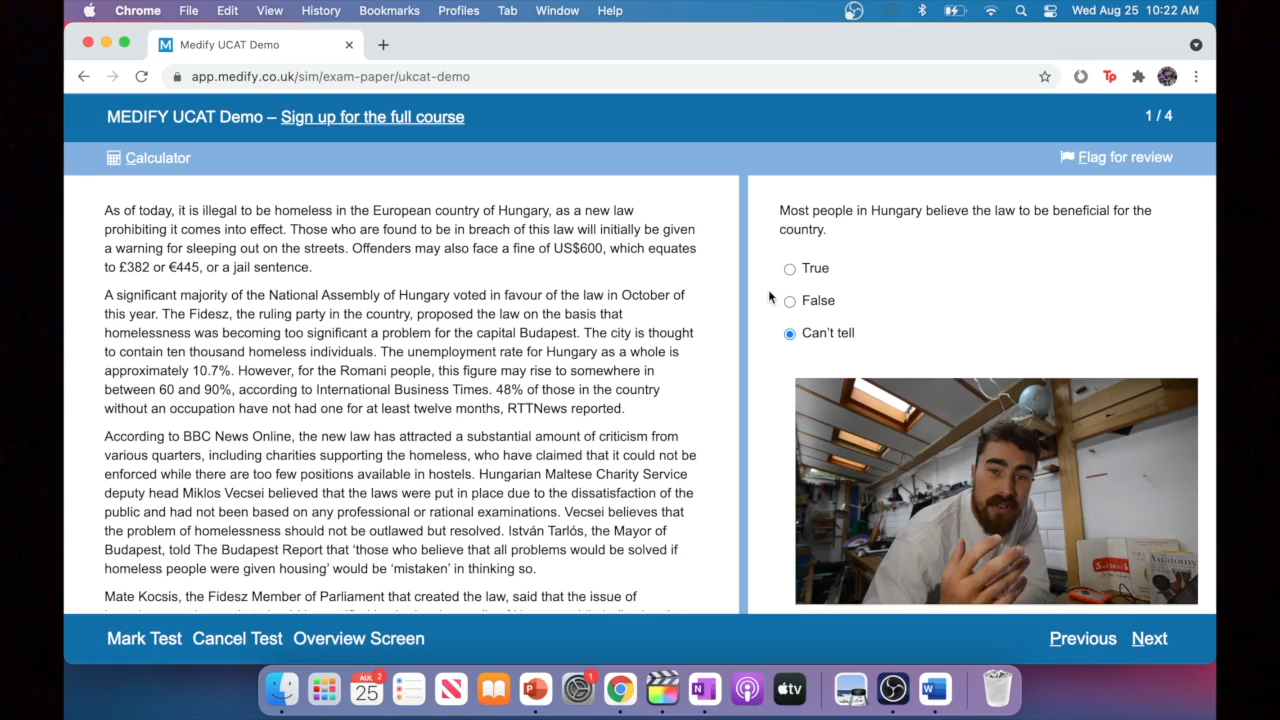 Chrome File Edit View History Bookmarks Profiles Tab Window Help Wed Aug 25 10:22 AM
Medify UCAT Demo
app.medify.co.uk/sim/exam-paper/ukcat-demo
MEDIFY UCAT Demo – Sign up for the full course 1 / 4
Calculator Flag for review
As of today, it is illegal to be homeless in the European country of Hungary, as a new law
prohibiting it comes into effect. Those who are found to be in breach of this law will initially be given
a warning for sleeping out on the streets. Offenders may also face a fine of US$600, which equates
to £382 or €445, or a jail sentence.
A significant majority of the National Assembly of Hungary voted in favour of the law in October of
this year. The Fidesz, the ruling party in the country, proposed the law on the basis that
homelessness was becoming too significant a problem for the capital Budapest. The city is thought
to contain ten thousand homeless individuals. The unemployment rate for Hungary as a whole is
approximately 10.7%. However, for the Romani people, this figure may rise to somewhere in
between 60 and 90%, according to International Business Times. 48% of those in the country
without an occupation have not had one for at least twelve months, RTTNews reported.
According to BBC News Online, the new law has attracted a substantial amount of criticism from
various quarters, including charities supporting the homeless, who have claimed that it could not be
enforced while there are too few positions available in hostels. Hungarian Maltese Charity Service
deputy head Miklos Vecsei believed that the laws were put in place due to the dissatisfaction of the
public and had not been based on any professional or rational examinations. Vecsei believes that
the problem of homelessness should not be outlawed but resolved. István Tarlós, the Mayor of
Budapest, told The Budapest Report that ‘those who believe that all problems would be solved if
homeless people were given housing’ would be ‘mistaken’ in thinking so.
Mate Kocsis, the Fidesz Member of Parliament that created the law, said that the issue of
Most people in Hungary believe the law to be beneficial for the
country.
True
False
Can’t tell
Mark Test Cancel Test Overview Screen Previous Next
AUG 2
25
1